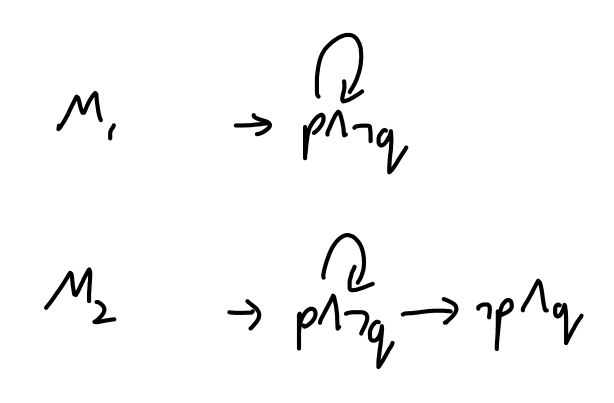 M₁ → p∧¬q
M₂ → p∧¬q → ¬p∧q